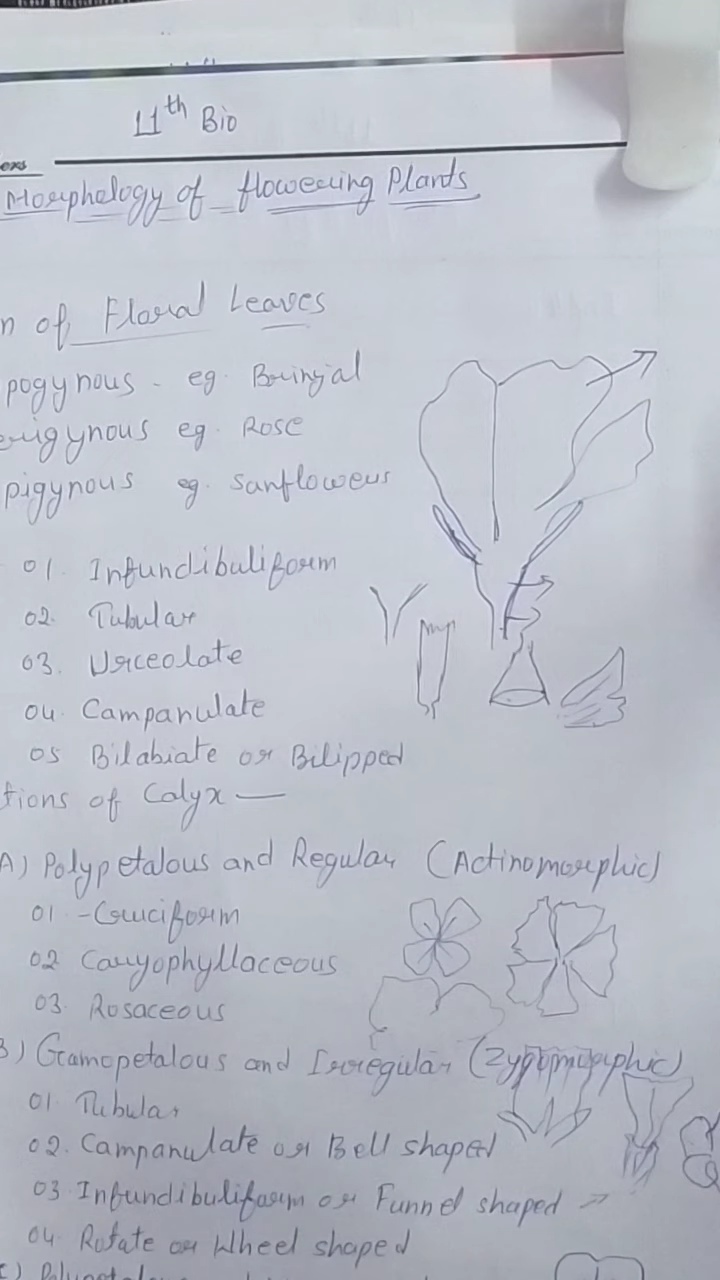 11th Bio
Morphology of flowering Plants
n of Floral Leaves
pogynous - eg. Brinjal
erigynous eg. Rose
pigynous eg. Sanflowers
01. Infundibuliform
02. Tubular
03. Urceolate
04. Campanulate
05 Bilabiate or Bilipped
tions of Calyx —
A) Polypetalous and Regular (Actinomorphic)
01 - Cruciform
02 Caryophyllaceous
03. Rosaceous
B) Gamopetalous and Irregular (Zygomorphic)
01. Tubular
02. Campanulate or Bell shaped
03. Infundibuliform or Funnel shaped
04. Rotate or Wheel shaped